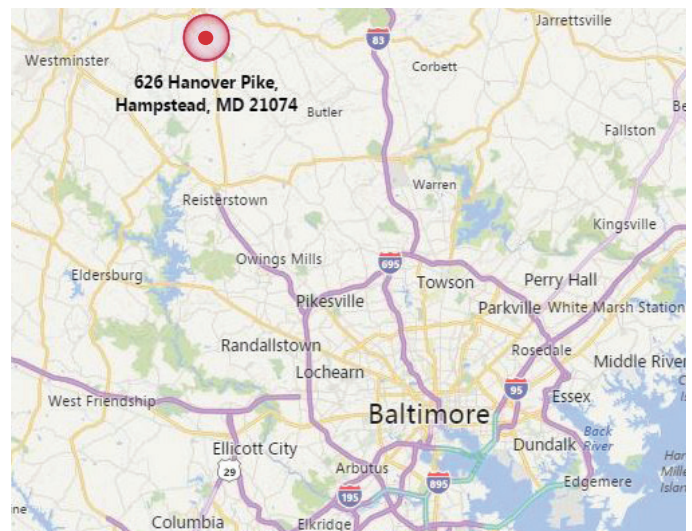 Jarrettsville
83
Westminster
Corbett
626 Hanover Pike,
Hampstead, MD 21074
Butler
Fallston
Warren
Reisterstown
Kingsville
Owings Mills
695
Eldersburg
Towson
Perry Hall
Pikesville
Parkville
White Marsh Station
Randallstown
Rosedale
Lochearn
Middle River
95
Essex
West Friendship
Baltimore
Back
River
Ellicott City
Dundalk
29
Arbutus
895
Edgemere
195
Columbia
Elkridge